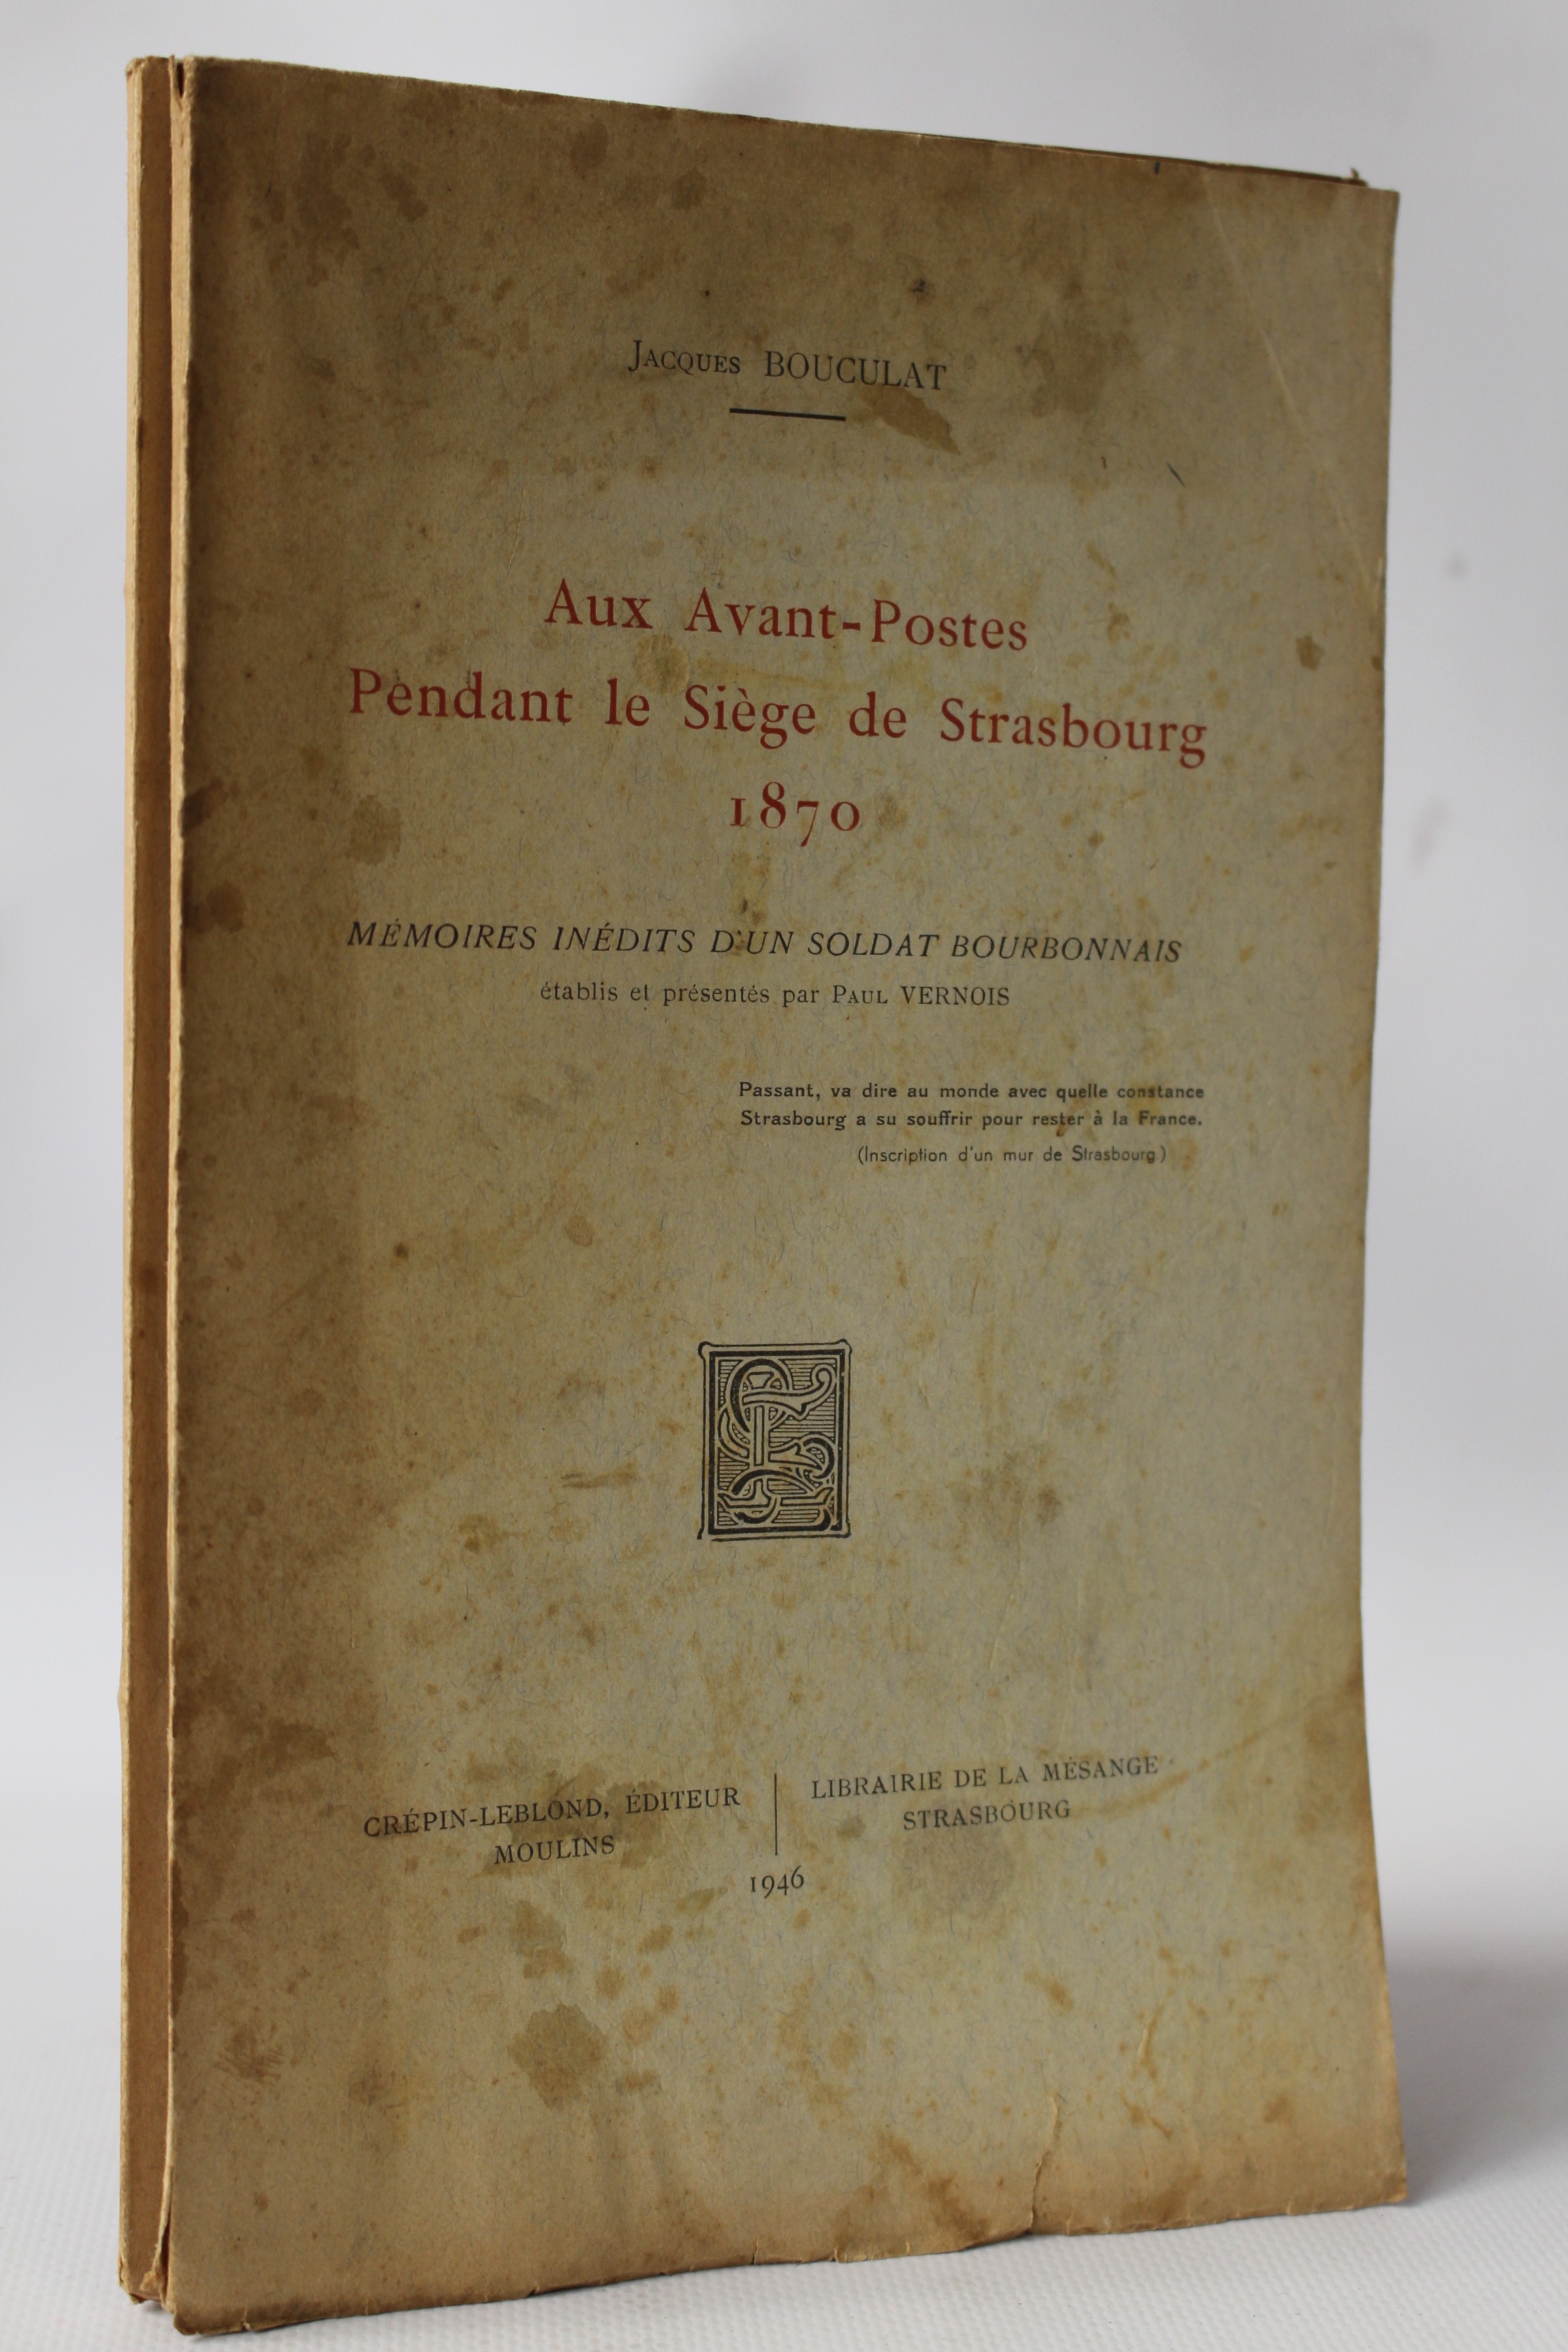 Jacques BOUCULAT
Aux Avant-Postes
Pendant le Siège de Strasbourg
1870
MÉMOIRES INÉDITS D'UN SOLDAT BOURBONNAIS
établis et présentés par Paul VERNOIS
Passant, va dire au monde avec quelle constance
Strasbourg a su souffrir pour rester à la France.
(Inscription d'un mur de Strasbourg)
CRÉPIN-LEBLOND, ÉDITEUR
MOULINS
LIBRAIRIE DE LA MÉSANGE
STRASBOURG
1946